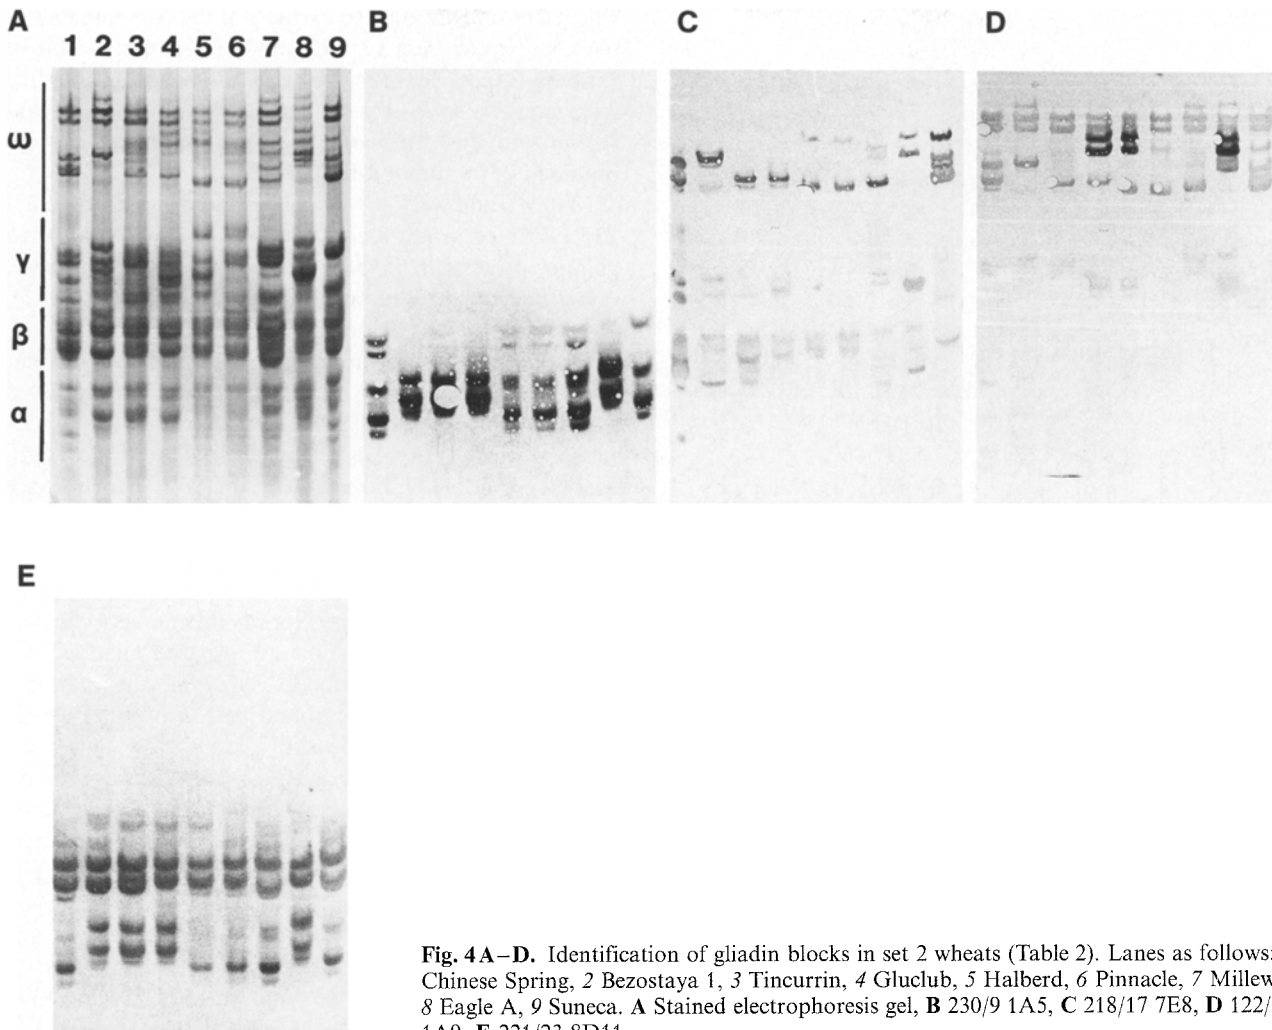 A
B
C
D
1 2 3 4 5 6 7 8 9
ω
γ
β
α
E
Fig. 4 A–D. Identification of gliadin blocks in set 2 wheats (Table 2). Lanes as follows:
Chinese Spring, 2 Bezostaya 1, 3 Tincurrin, 4 Gluclub, 5 Halberd, 6 Pinnacle, 7 Millew
8 Eagle A, 9 Suneca. A Stained electrophoresis gel, B 230/9 1A5, C 218/17 7E8, D 122/